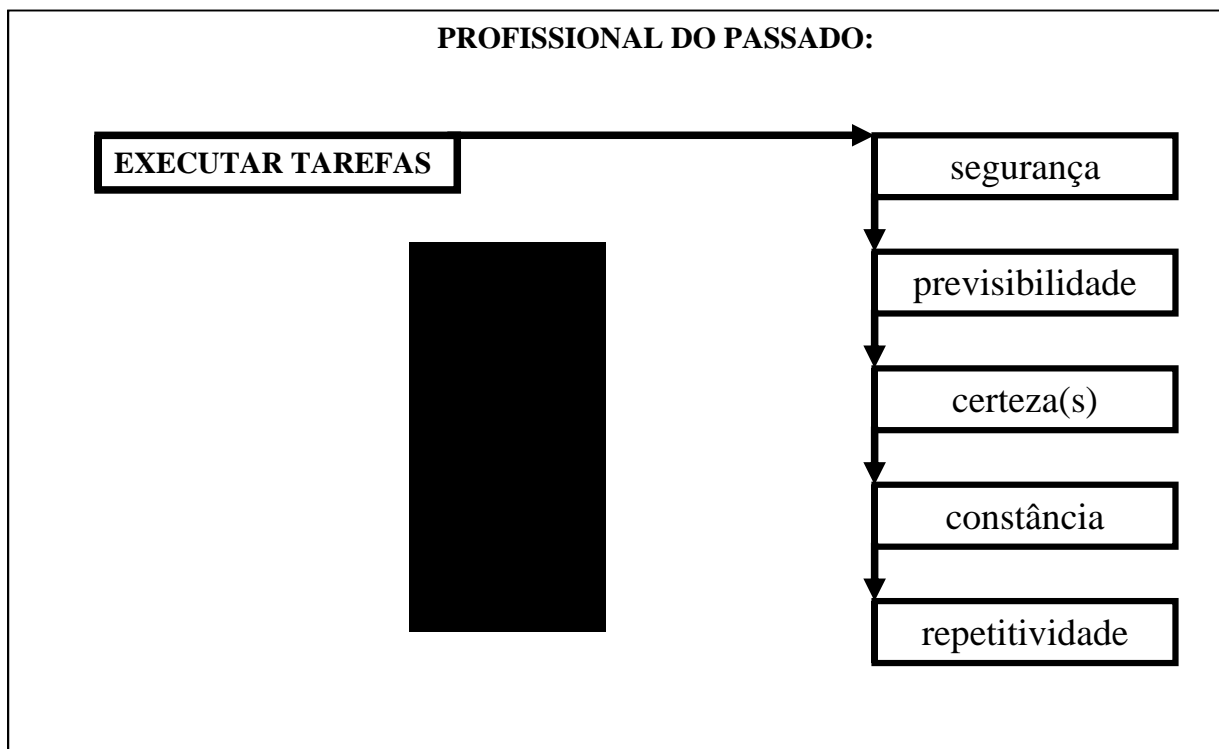 PROFISSIONAL DO PASSADO:
EXECUTAR TAREFAS
segurança
previsibilidade
certeza(s)
constância
repetitividade